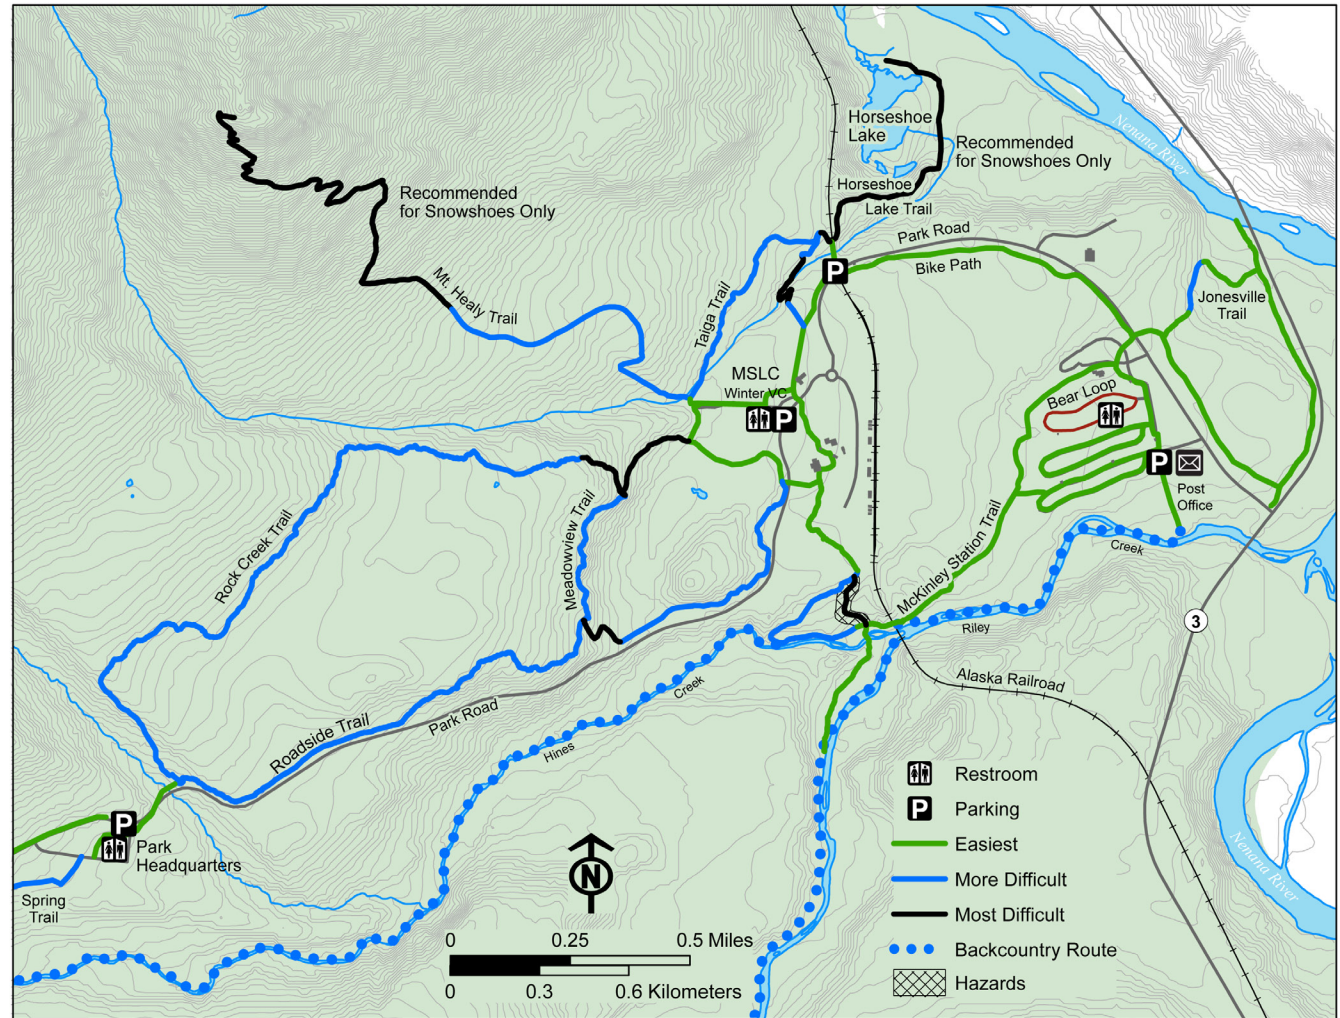 Nenana River
Horseshoe
Lake
Recommended
for Snowshoes Only
Horseshoe
Lake Trail
Recommended
for Snowshoes Only
Park Road
Bike Path
P
Mt. Healy Trail
Taiga Trail
Jonesville
Trail
MSLC
Winter VC
P
Bear Loop
P
Post
Office
Rock Creek Trail
Meadowview Trail
McKinley Station Trail
Creek
Riley
3
Alaska Railroad
Creek
Hines
Roadside Trail
Park Road
P
Park
Headquarters
Spring
Trail
N
Nenana River
0 0.25 0.5 Miles
0 0.3 0.6 Kilometers
Restroom
P Parking
Easiest
More Difficult
Most Difficult
Backcountry Route
Hazards